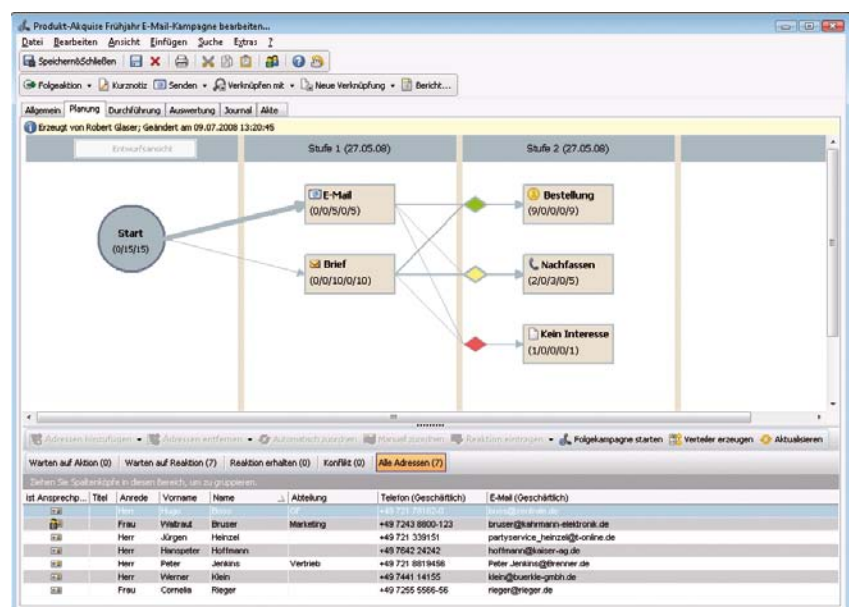 Produkt-Akquise Frühjahr E-Mail-Kampagne bearbeiten...
Datei Bearbeiten Ansicht Einfügen Suche Extras ?
Speichern&Schließen
Folgeaktion Kurznotiz Senden Verknüpfen mit Neue Verknüpfung Bericht...
Allgemein Planung Durchführung Auswertung Journal Akte
Erzeugt von Robert Glaser; Geändert am 09.07.2008 13:20:45
Entwurfsansicht Stufe 1 (27.05.08) Stufe 2 (27.05.08)
E-Mail
(0/0/5/0/5)
Bestellung
(9/0/0/0/9)
Start
(0/15/15)
Brief
(0/0/10/0/10)
Nachfassen
(2/0/3/0/5)
Kein Interesse
(1/0/0/0/1)
Adressen hinzufügen Adressen entfernen Automatisch zuordnen Manuell zuordnen Reaktion eintragen Folgekampagne starten Verteiler erzeugen Aktualisieren
Warten auf Aktion (0) Warten auf Reaktion (7) Reaktion erhalten (0) Konflikt (0) Alle Adressen (7)
Ziehen Sie Spaltenköpfe in diesen Bereich, um zu gruppieren.
Ist Ansprechp... Titel Anrede Vorname Name Abteilung Telefon (Geschäftlich) E-Mail (Geschäftlich)
Herr Hugo Boss
Frau Waltraut Bruser Marketing +49 7243 8800-123 bruser@kahrmann-elektronik.de
Herr Jürgen Heinzel +49 721 339151 partyservice_heinzel@t-online.de
Herr Hanspeter Hoffmann +49 7642 24242 hoffmann@kaiser-ag.de
Herr Peter Jenkins Vertrieb +49 721 8819456 Peter.Jenkins@Brenner.de
Herr Werner Klein +49 7441 14155 klein@buerkle-gmbh.de
Frau Cornelia Rieger +49 7255 5566-56 rieger@rieger.de